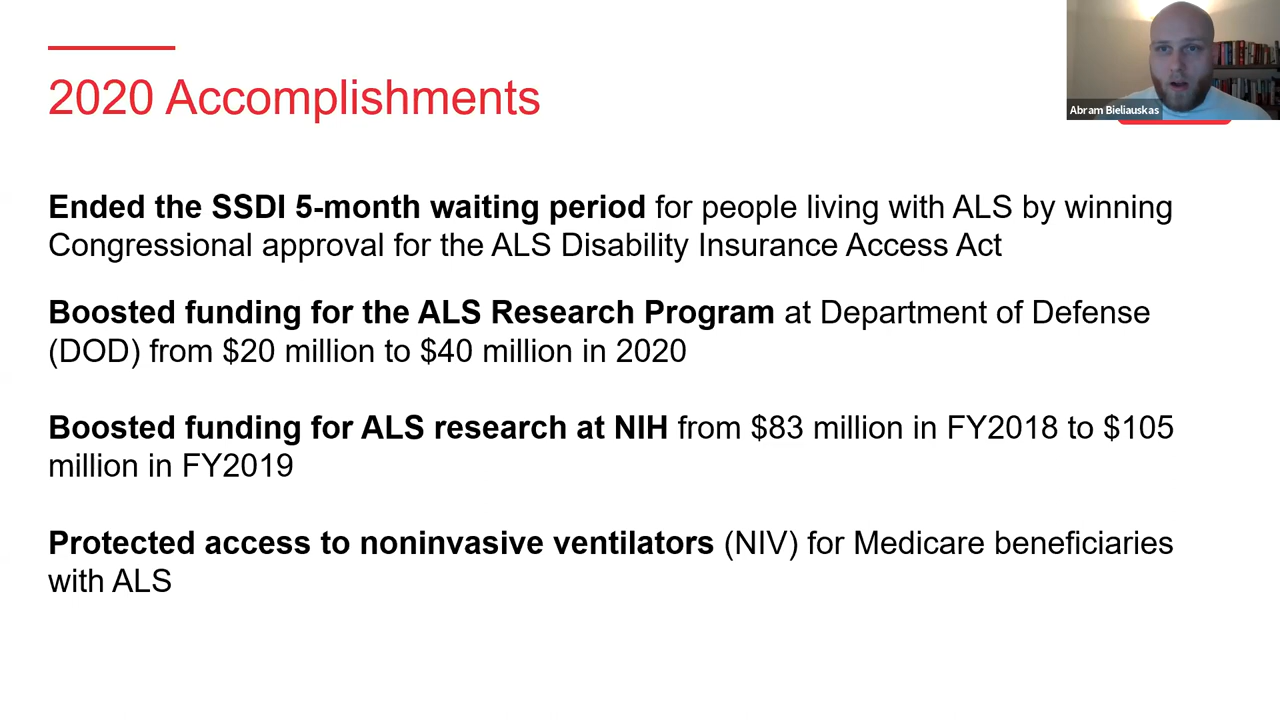 2020 Accomplishments
Abram Bieliauskas
Ended the SSDI 5-month waiting period for people living with ALS by winning
Congressional approval for the ALS Disability Insurance Access Act
Boosted funding for the ALS Research Program at Department of Defense
(DOD) from $20 million to $40 million in 2020
Boosted funding for ALS research at NIH from $83 million in FY2018 to $105
million in FY2019
Protected access to noninvasive ventilators (NIV) for Medicare beneficiaries
with ALS